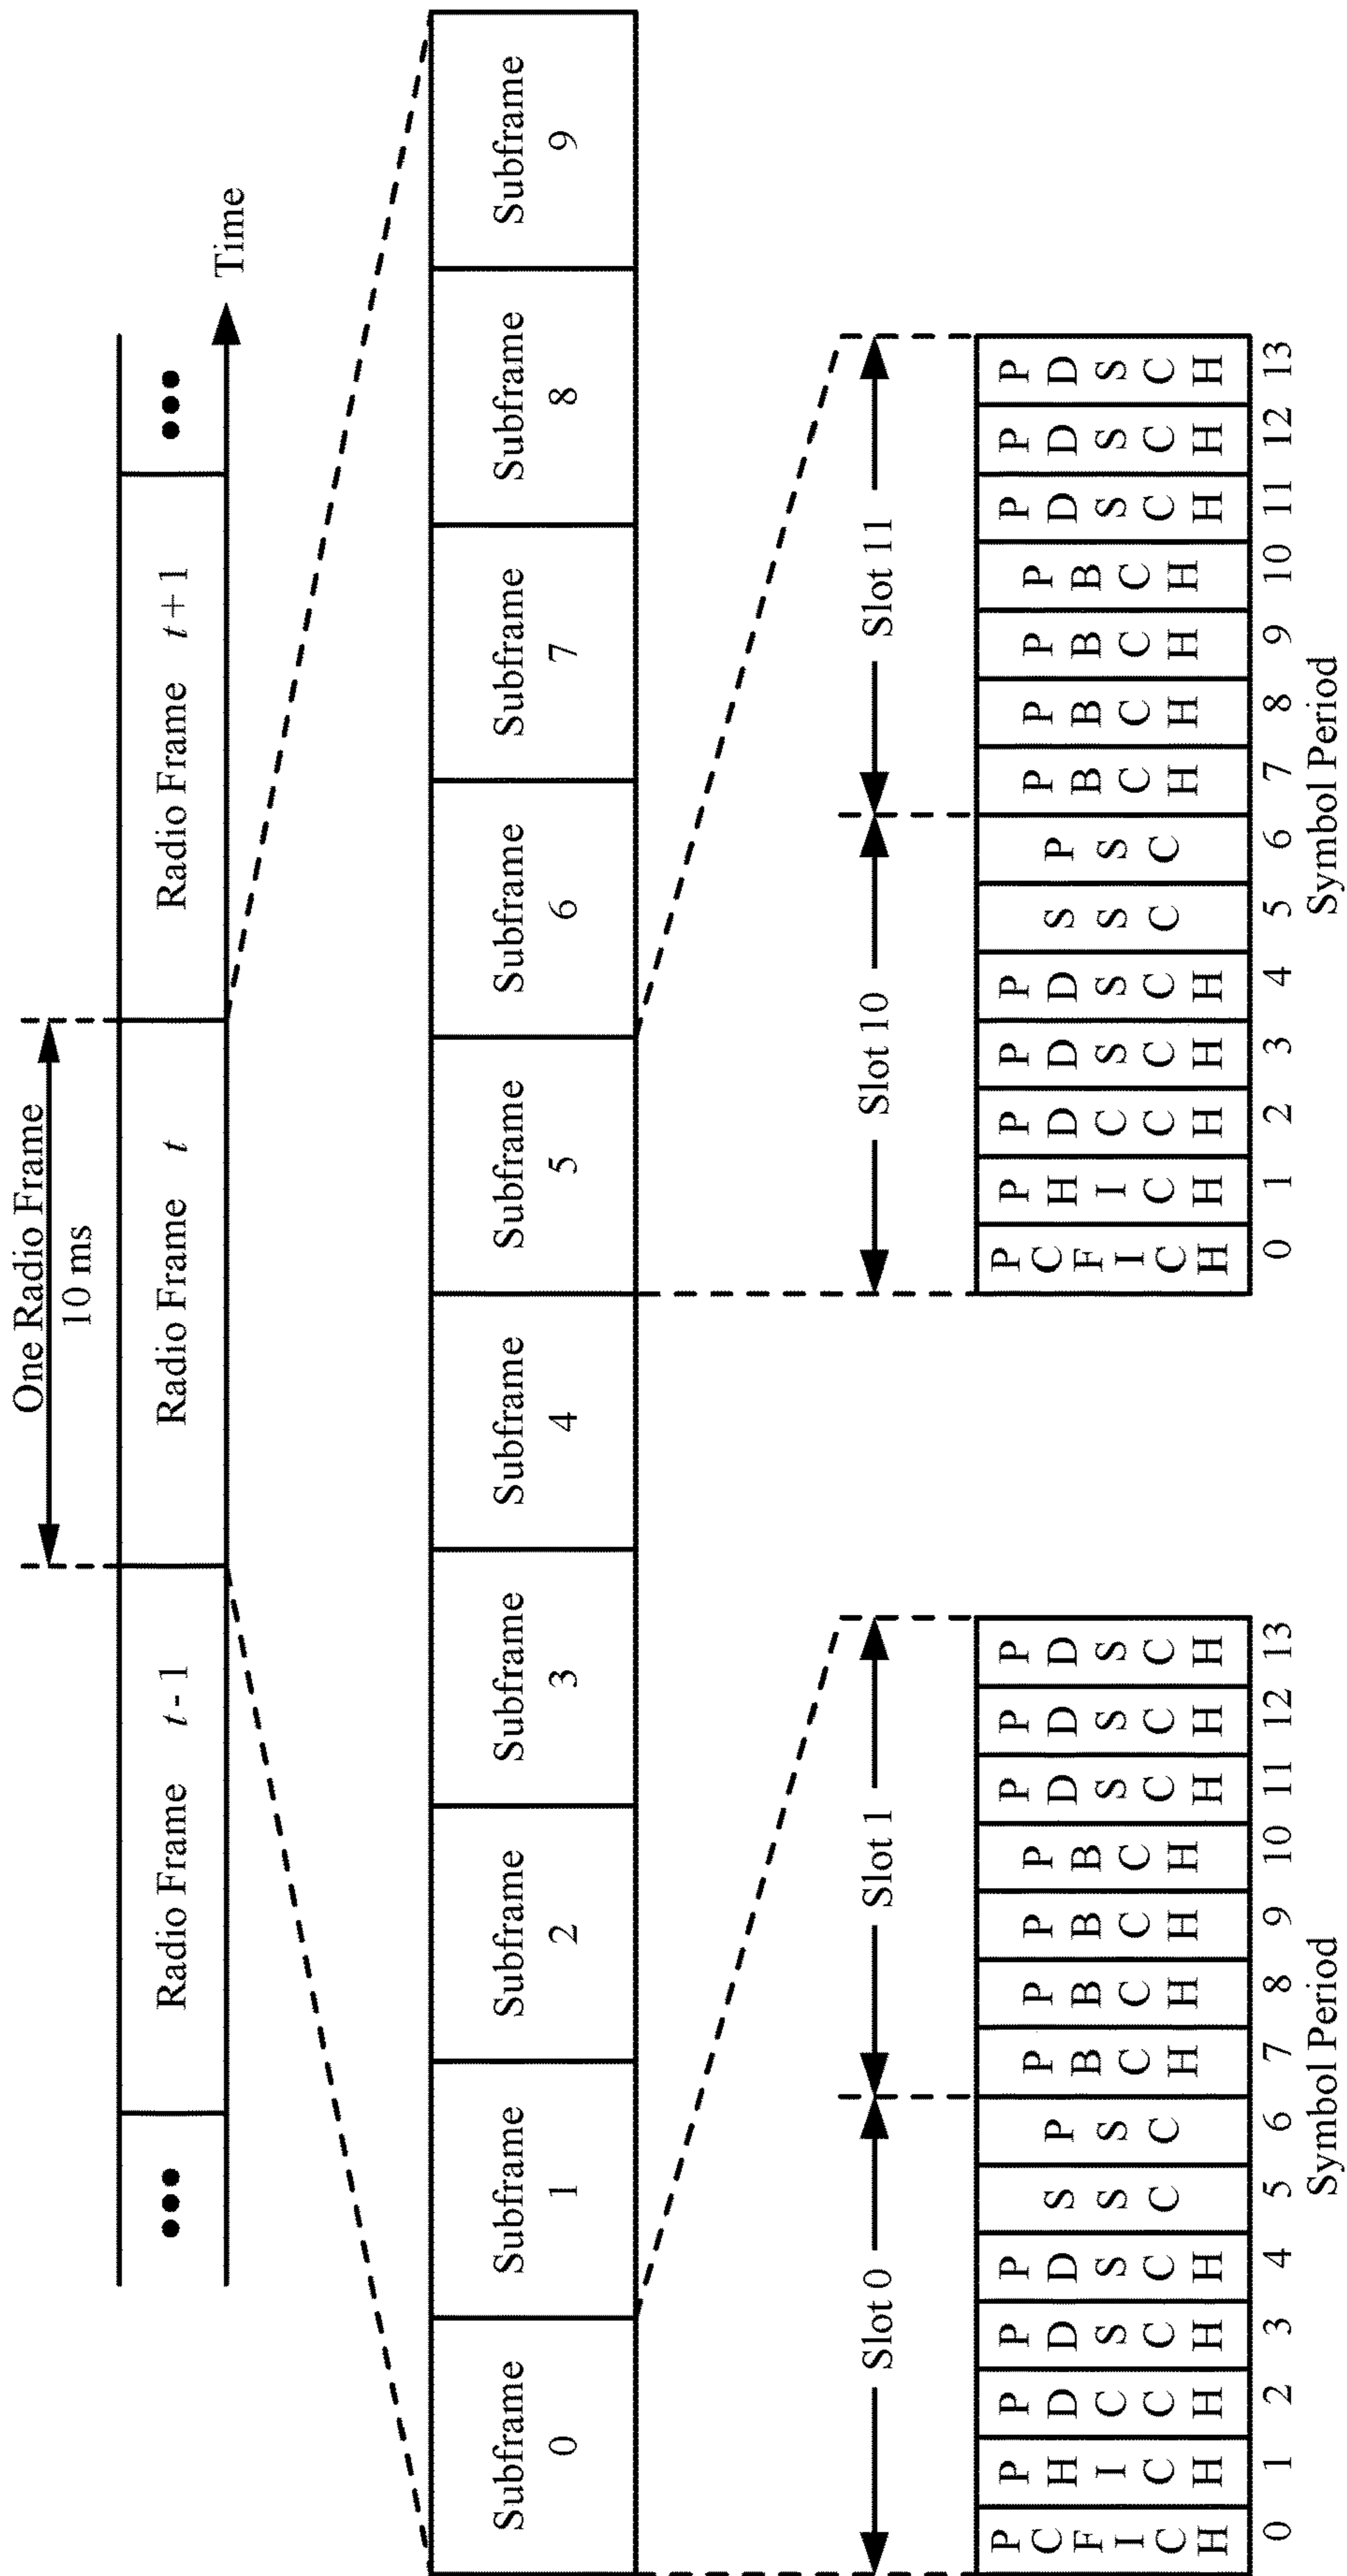 One Radio Frame
10 ms
••• Radio Frame t-1 Radio Frame t Radio Frame t+1 •••
Time
Subframe 0
Subframe 1
Subframe 2
Subframe 3
Subframe 4
Subframe 5
Subframe 6
Subframe 7
Subframe 8
Subframe 9
Slot 0 Slot 1
PCFICH PHICH PDCCH PDSCH PDSCH SSC PSC PBCH PBCH PBCH PBCH PDSCH PDSCH PDSCH
0 1 2 3 4 5 6 7 8 9 10 11 12 13
Symbol Period
Slot 10 Slot 11
PCFICH PHICH PDICCH PDSCH PDSCH SSC PSC PBCH PBCH PBCH PBCH PDSCH PDSCH PDSCH
0 1 2 3 4 5 6 7 8 9 10 11 12 13
Symbol Period